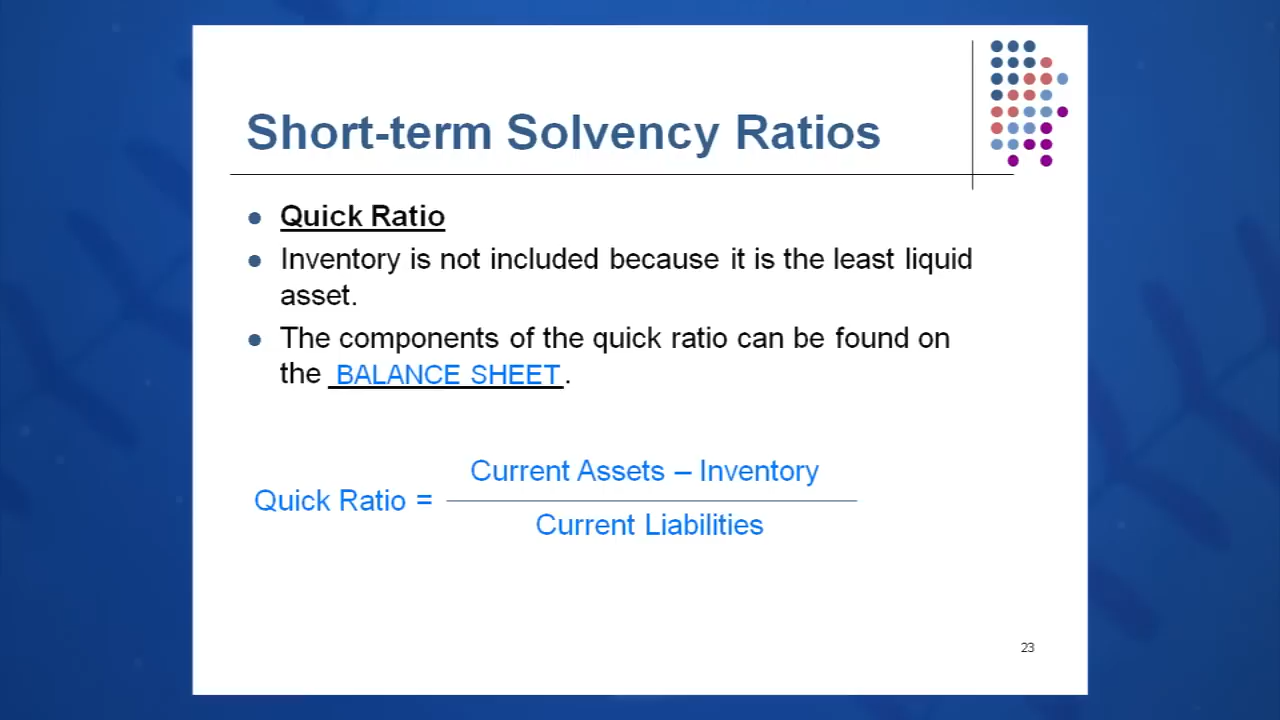 Short-term Solvency Ratios
Quick Ratio
Inventory is not included because it is the least liquid
asset.
The components of the quick ratio can be found on
the BALANCE SHEET.
Current Assets – Inventory
Quick Ratio =
Current Liabilities
23